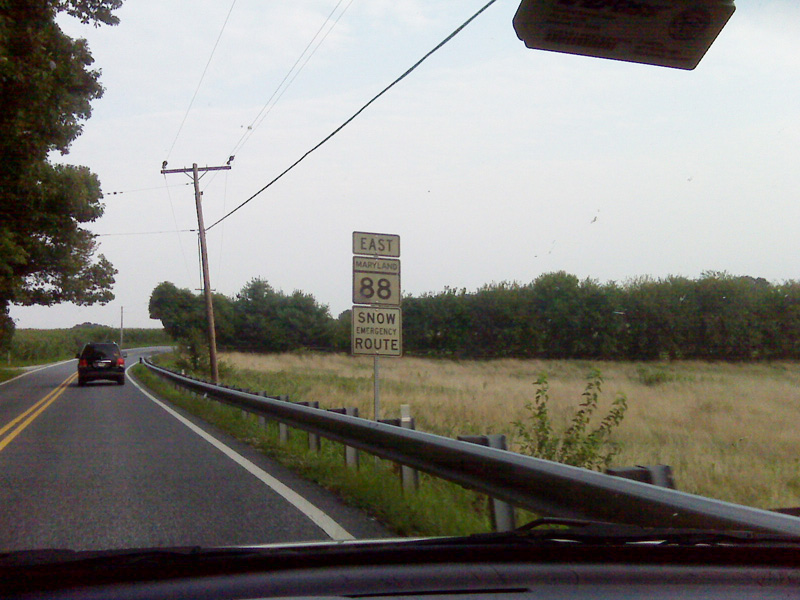 EAST
MARYLAND
88
SNOW
EMERGENCY
ROUTE